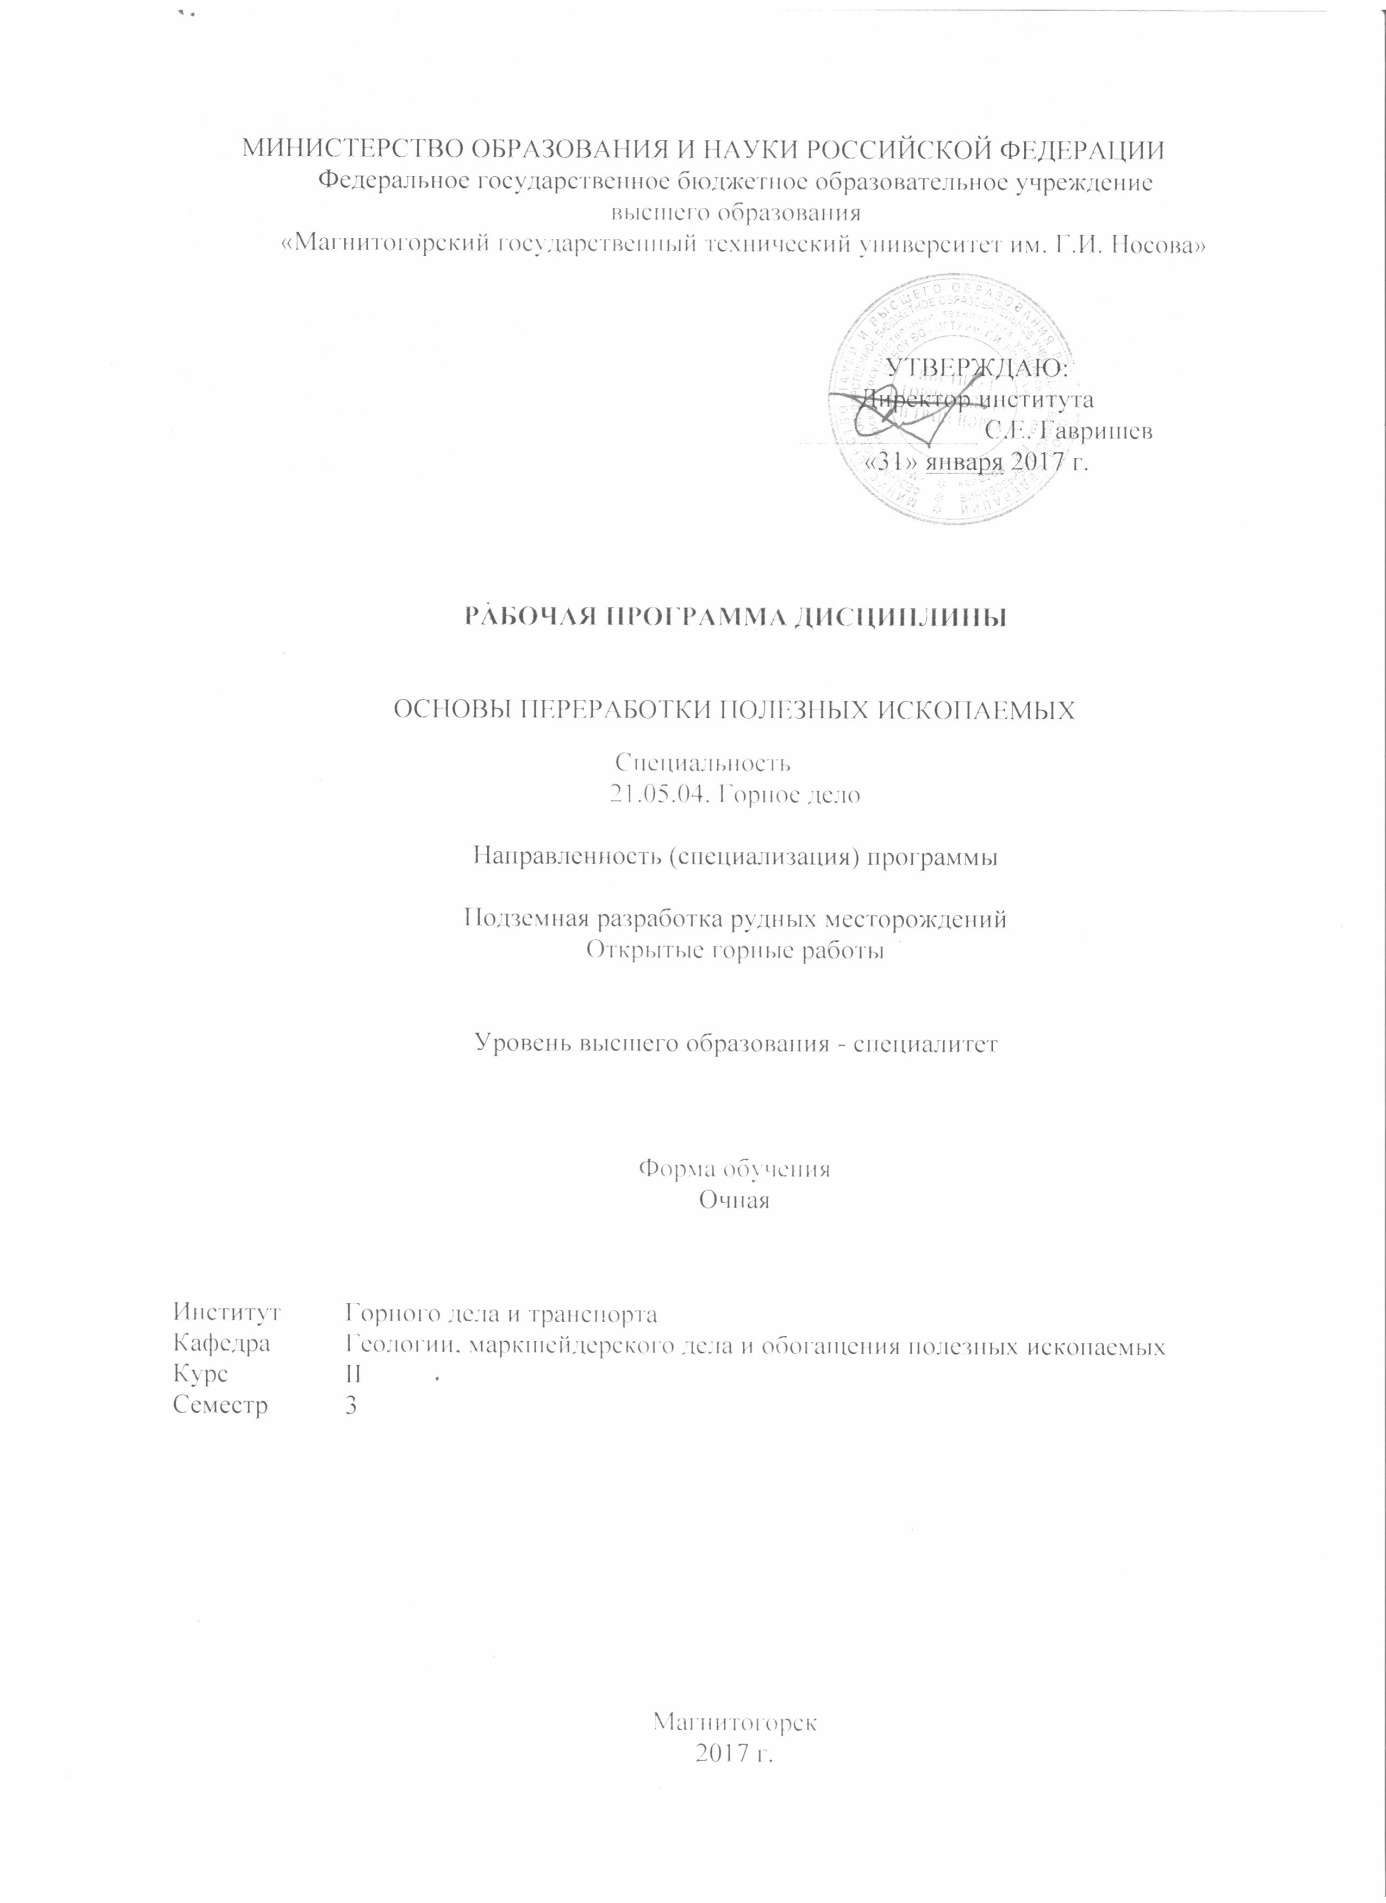 МИНИСТЕРСТВО ОБРАЗОВАНИЯ И НАУКИ РОССИЙСКОЙ ФЕДЕРАЦИИ
Федеральное государственное бюджетное образовательное учреждение
высшего образования
«Магнитогорский государственный технический университет им. Г.И. Носова»
УТВЕРЖДАЮ:
Директор института
С.Е. Гавришев
«31» января 2017 г.
РАБОЧАЯ ПРОГРАММА ДИСЦИПЛИНЫ
ОСНОВЫ ПЕРЕРАБОТКИ ПОЛЕЗНЫХ ИСКОПАЕМЫХ
Специальность
21.05.04. Горное дело
Направленность (специализация) программы
Подземная разработка рудных месторождений
Открытые горные работы
Уровень высшего образования - специалитет
Форма обучения
Очная
Институт Горного дела и транспорта
Кафедра Геологии, маркшейдерского дела и обогащения полезных ископаемых
Курс II
Семестр 3
Магнитогорск
2017 г.